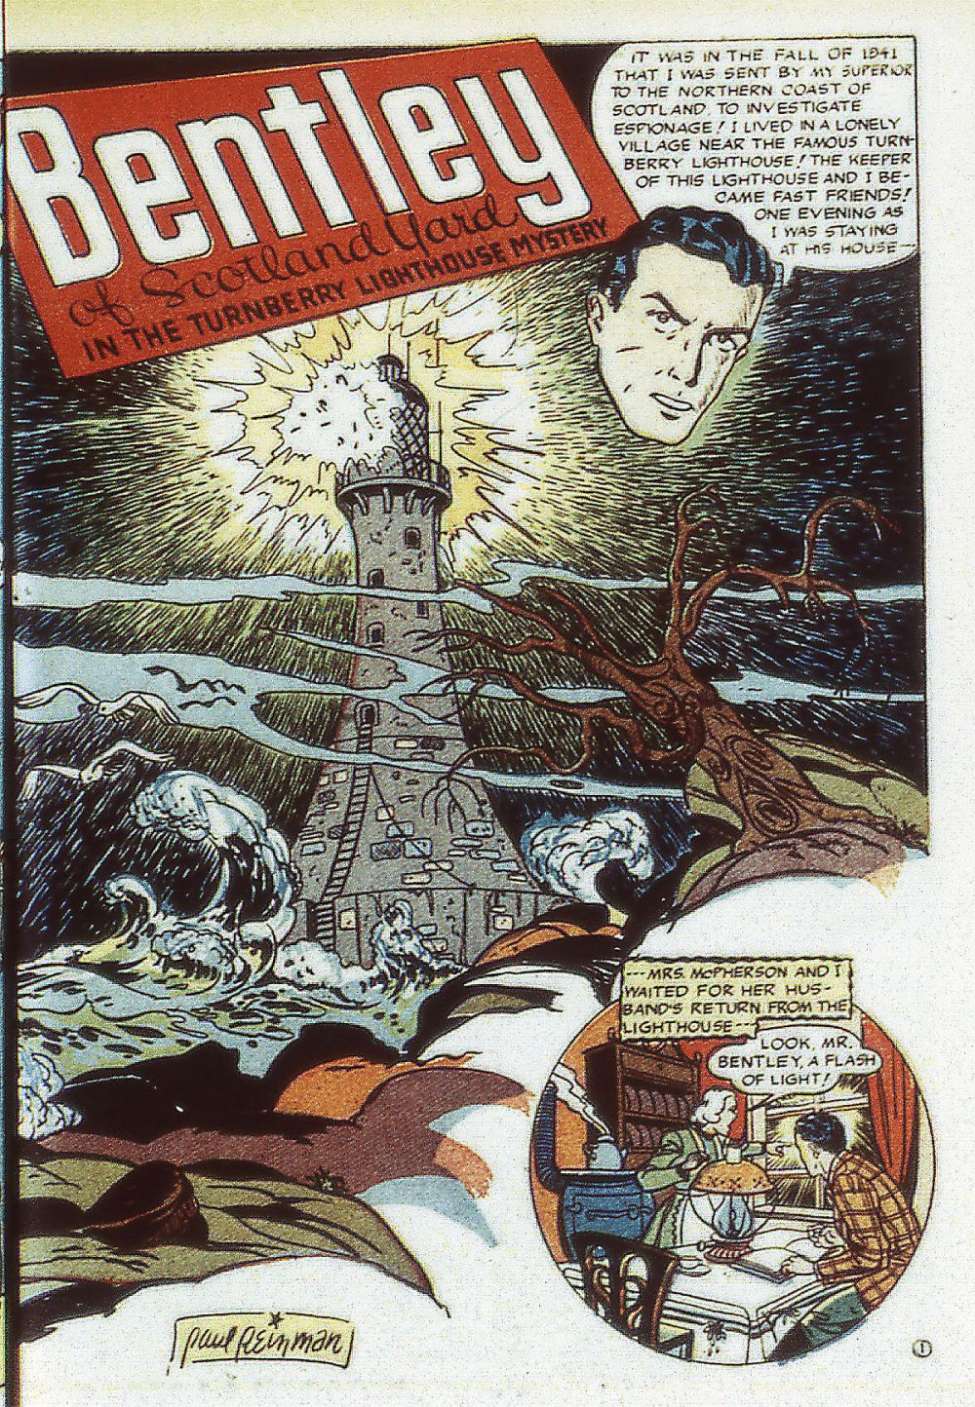 Bentley
of Scotland Yard
IN THE TURNBERRY LIGHTHOUSE MYSTERY
IT WAS IN THE FALL OF 1941
THAT I WAS SENT BY MY SUPERIOR
TO THE NORTHERN COAST OF
SCOTLAND, TO INVESTIGATE
ESPIONAGE! I LIVED IN A LONELY
VILLAGE NEAR THE FAMOUS TURN-
BERRY LIGHTHOUSE! THE KEEPER
OF THIS LIGHTHOUSE AND I BE-
CAME FAST FRIENDS!
ONE EVENING AS
I WAS STAYING
AT HIS HOUSE—
---MRS. McPHERSON AND I
WAITED FOR HER HUS-
BAND'S RETURN FROM THE
LIGHTHOUSE---
LOOK, MR.
BENTLEY, A FLASH
OF LIGHT!
Paul Reinman
1